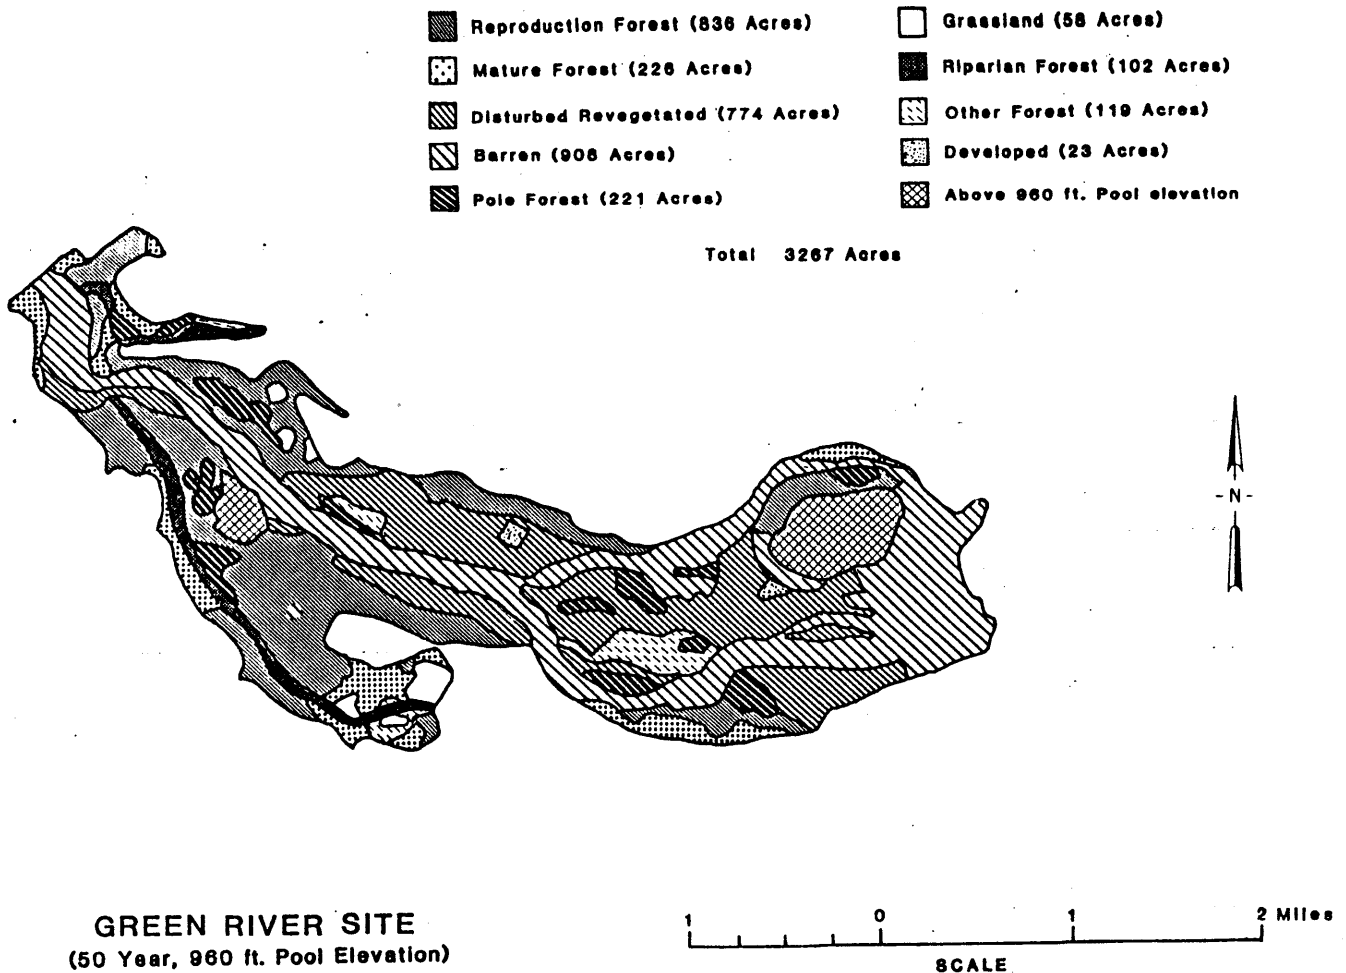 Reproduction Forest (836 Acres)
Mature Forest (226 Acres)
Disturbed Revegetated (774 Acres)
Barren (908 Acres)
Pole Forest (221 Acres)
Grassland (58 Acres)
Riparian Forest (102 Acres)
Other Forest (119 Acres)
Developed (23 Acres)
Above 960 ft. Pool elevation
Total 3267 Acres
- N -
GREEN RIVER SITE
(50 Year, 960 ft. Pool Elevation)
1 0 1 2 Miles
SCALE